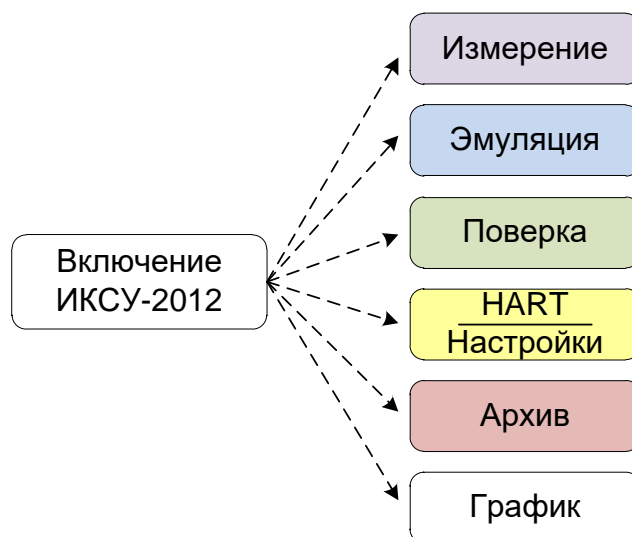 Включение
ИКСУ-2012
Измерение
Эмуляция
Поверка
HART
Настройки
Архив
График